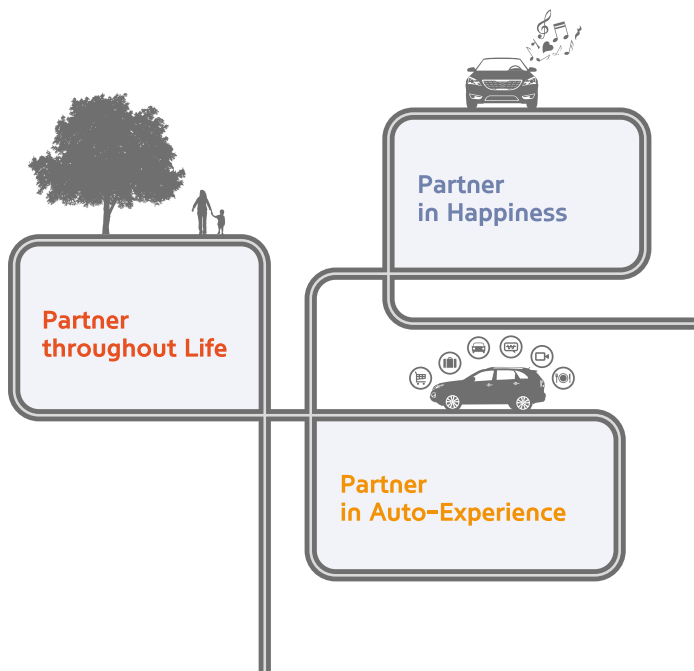 Partner
in Happiness
Partner
throughout Life
Partner
in Auto-Experience